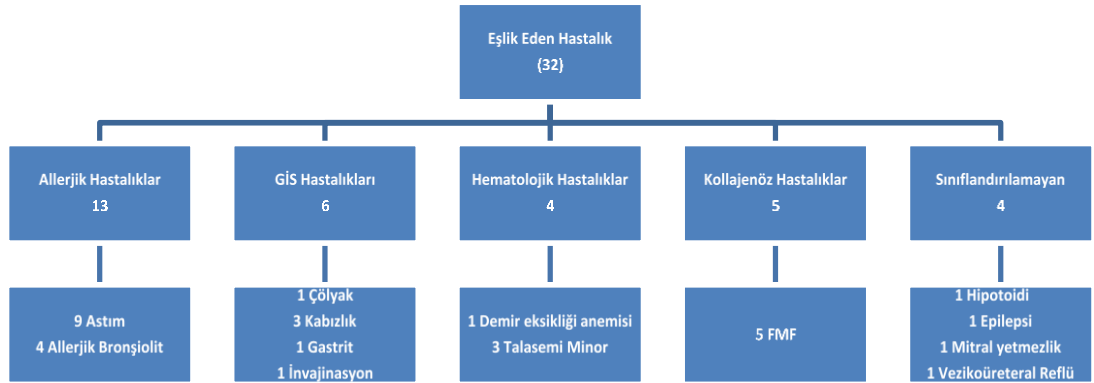 Eşlik Eden Hastalık
(32)
Allerjik Hastalıklar
13
GİS Hastalıkları
6
Hematolojik Hastalıklar
4
Kollajenöz Hastalıklar
5
Sınıflandırılamayan
4
9 Astım
4 Allerjik Bronşiolit
1 Çölyak
3 Kabızlık
1 Gastrit
1 İnvajinasyon
1 Demir eksikliği anemisi
3 Talasemi Minor
5 FMF
1 Hipotoidi
1 Epilepsi
1 Mitral yetmezlik
1 Vezikoüreteral Reflü